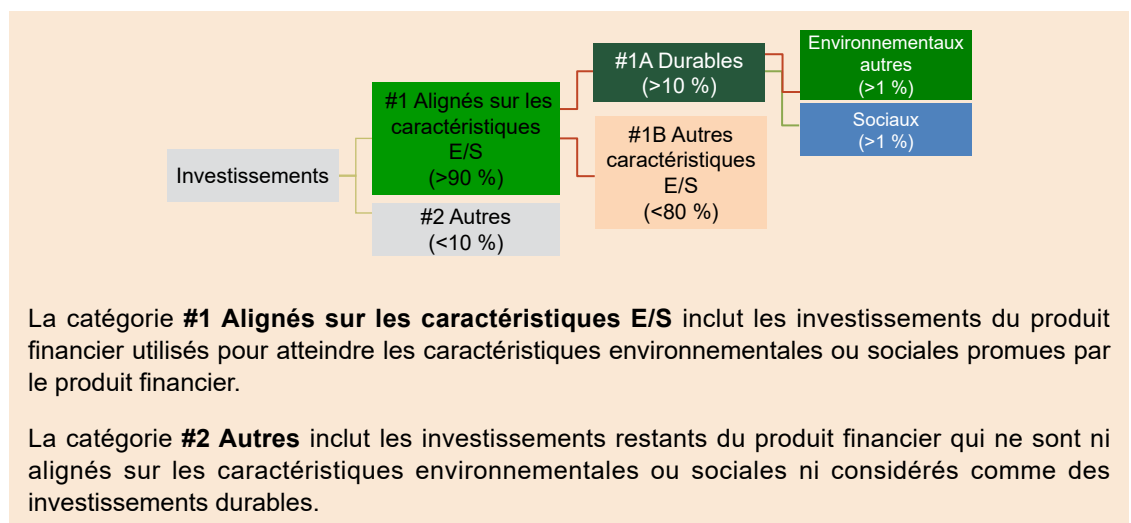 Investissements
#1 Alignés sur les
caractéristiques
E/S
(>90 %)
#2 Autres
(<10 %)
#1A Durables
(>10 %)
#1B Autres
caractéristiques
E/S
(<80 %)
Environnementaux
autres
(>1 %)
Sociaux
(>1 %)
La catégorie #1 Alignés sur les caractéristiques E/S inclut les investissements du produit
financier utilisés pour atteindre les caractéristiques environnementales ou sociales promues par
le produit financier.
La catégorie #2 Autres inclut les investissements restants du produit financier qui ne sont ni
alignés sur les caractéristiques environnementales ou sociales ni considérés comme des
investissements durables.